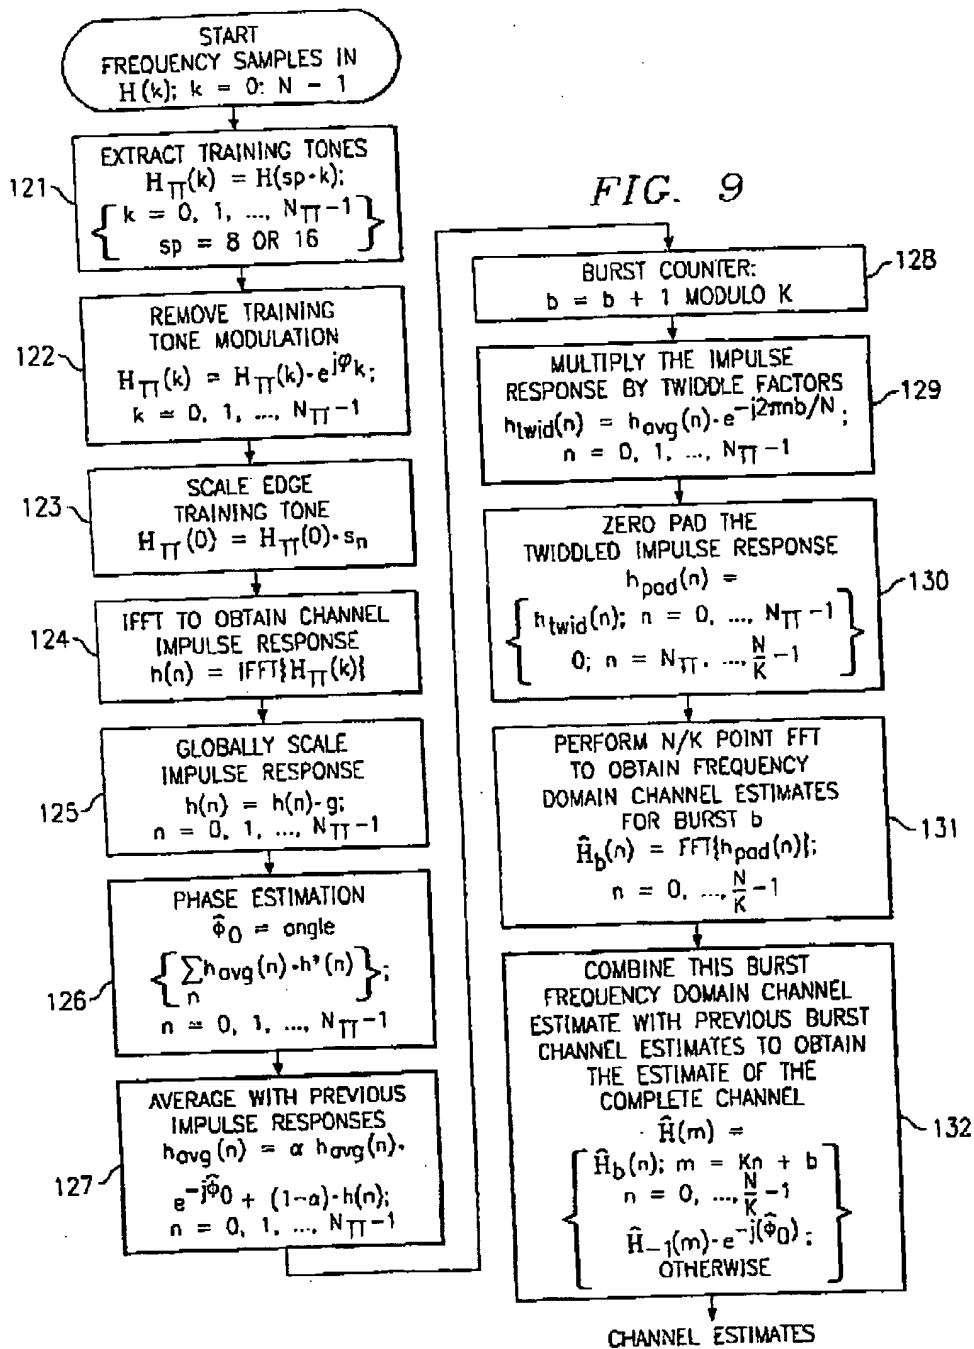 START
FREQUENCY SAMPLES IN
H(k); k = 0: N - 1
121
EXTRACT TRAINING TONES
H_TT(k) = H(sp·k);
{ k = 0, 1, ..., N_TT-1
sp = 8 OR 16 }
122
REMOVE TRAINING
TONE MODULATION
H_TT(k) = H_TT(k)·e^jφk;
k = 0, 1, ..., N_TT-1
123
SCALE EDGE
TRAINING TONE
H_TT(0) = H_TT(0)·s_n
124
IFFT TO OBTAIN CHANNEL
IMPULSE RESPONSE
h(n) = IFFT{H_TT(k)}
125
GLOBALLY SCALE
IMPULSE RESPONSE
h(n) = h(n)·g;
n = 0, 1, ..., N_TT-1
126
PHASE ESTIMATION
Φ̂_0 = angle
{ Σ_n h_avg(n)·h*(n) };
n = 0, 1, ..., N_TT-1
127
AVERAGE WITH PREVIOUS
IMPULSE RESPONSES
h_avg(n) = α h_avg(n)·
e^-jΦ̂0 + (1-α)·h(n);
n = 0, 1, ..., N_TT-1
FIG. 9
BURST COUNTER:
b = b + 1 MODULO K
128
MULTIPLY THE IMPULSE
RESPONSE BY TWIDDLE FACTORS
h_twid(n) = h_avg(n)·e^-j2πnb/N;
n = 0, 1, ..., N_TT-1
129
ZERO PAD THE
TWIDDLED IMPULSE RESPONSE
h_pad(n) =
{ h_twid(n); n = 0, ..., N_TT-1
0; n = N_TT, ..., N/K-1 }
130
PERFORM N/K POINT FFT
TO OBTAIN FREQUENCY
DOMAIN CHANNEL ESTIMATES
FOR BURST b
Ĥ_b(n) = FFT{h_pad(n)};
n = 0, ..., N/K-1
131
COMBINE THIS BURST
FREQUENCY DOMAIN CHANNEL
ESTIMATE WITH PREVIOUS BURST
CHANNEL ESTIMATES TO OBTAIN
THE ESTIMATE OF THE
COMPLETE CHANNEL
Ĥ(m) =
{ Ĥ_b(n); m = Kn + b
n = 0, ..., N/K-1
Ĥ_-1(m)·e^-j(Φ̂0);
OTHERWISE }
132
CHANNEL ESTIMATES